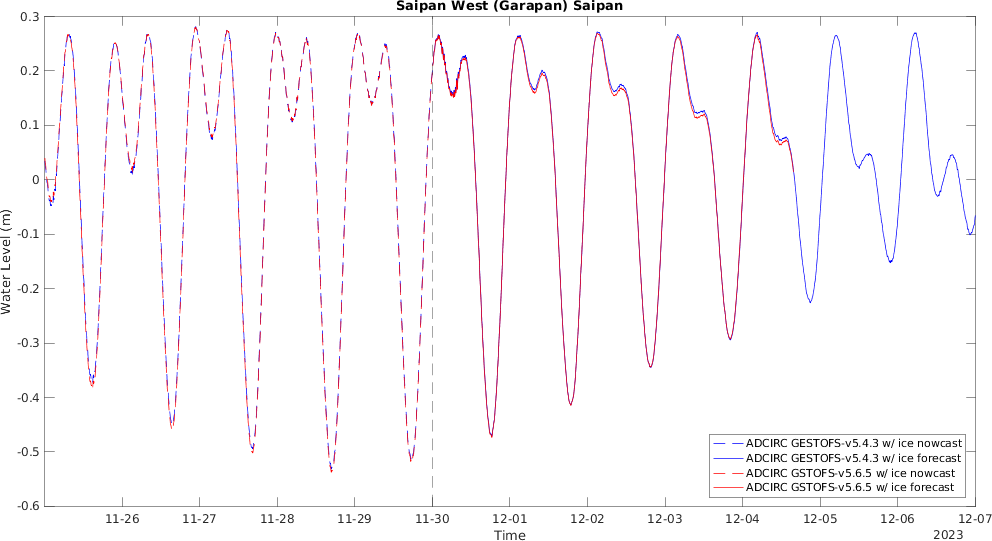 Saipan West (Garapan) Saipan
0.3
0.2
0.1
0
-0.1
-0.2
-0.3
-0.4
-0.5
-0.6
Water Level (m)
ADCIRC GESTOFS-v5.4.3 w/ ice nowcast
ADCIRC GESTOFS-v5.4.3 w/ ice forecast
ADCIRC GSTOFS-v5.6.5 w/ ice nowcast
ADCIRC GSTOFS-v5.6.5 w/ ice forecast
11-26 11-27 11-28 11-29 11-30 12-01 12-02 12-03 12-04 12-05 12-06 12-07
Time
2023